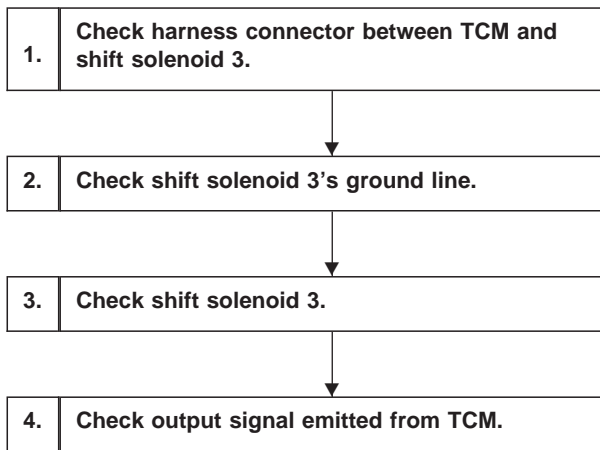 1. Check harness connector between TCM and
shift solenoid 3.
2. Check shift solenoid 3’s ground line.
3. Check shift solenoid 3.
4. Check output signal emitted from TCM.